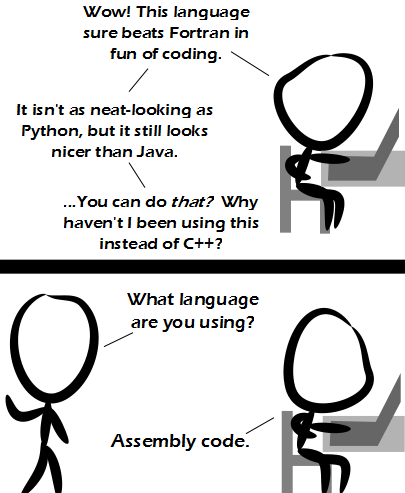 Wow! This language
sure beats Fortran in
fun of coding.
It isn't as neat-looking as
Python, but it still looks
nicer than Java.
...You can do that? Why
haven't I been using this
instead of C++?
What language
are you using?
Assembly code.